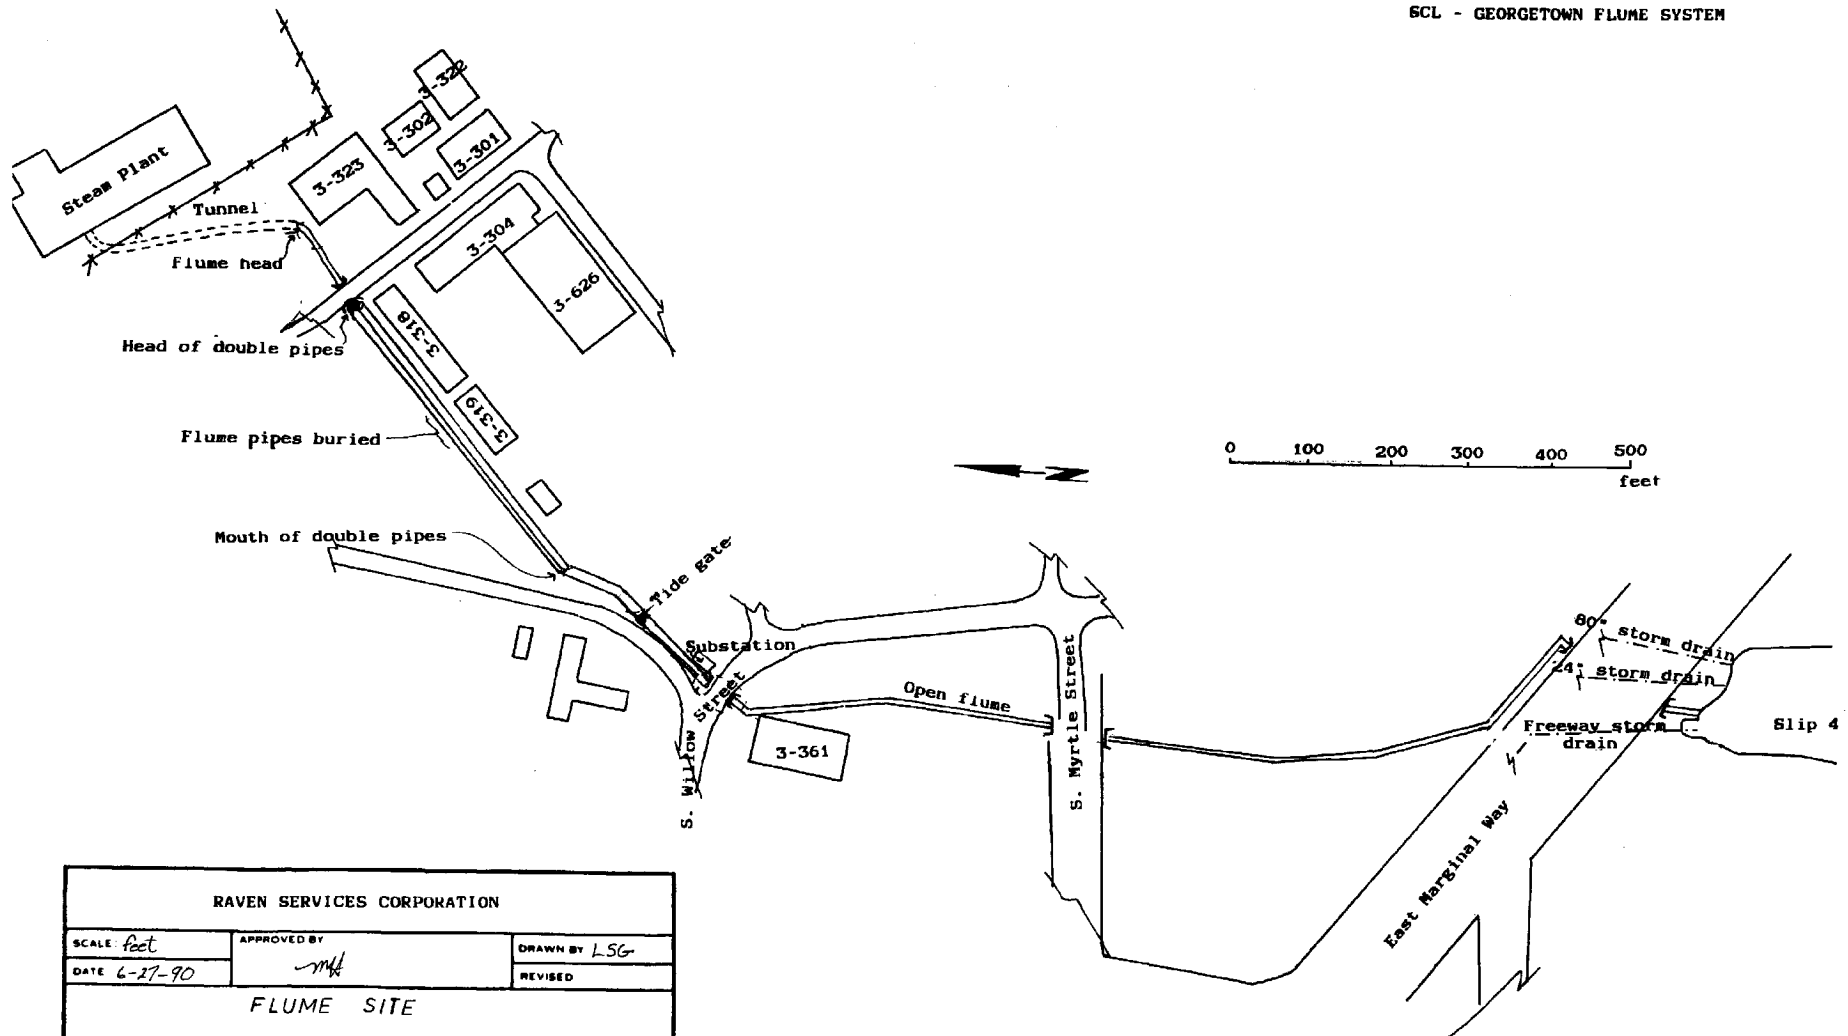 SCL - GEORGETOWN FLUME SYSTEM
3-322
3-302
3-301
3-323
Steam Plant
Tunnel
3-304
Flume head
3-626
3-318
Head of double pipes
3-319
Flume pipes buried
0 100 200 300 400 500
feet
N
Mouth of double pipes
Tide gate
Substation
80" storm drain
24" storm drain
Open flume
Freeway storm
drain
Slip 4
3-361
S. Willow Street
S. Myrtle Street
East Marginal Way
RAVEN SERVICES CORPORATION
SCALE: feet
APPROVED BY
DRAWN BY LSG
DATE 6-27-90
REVISED
FLUME SITE